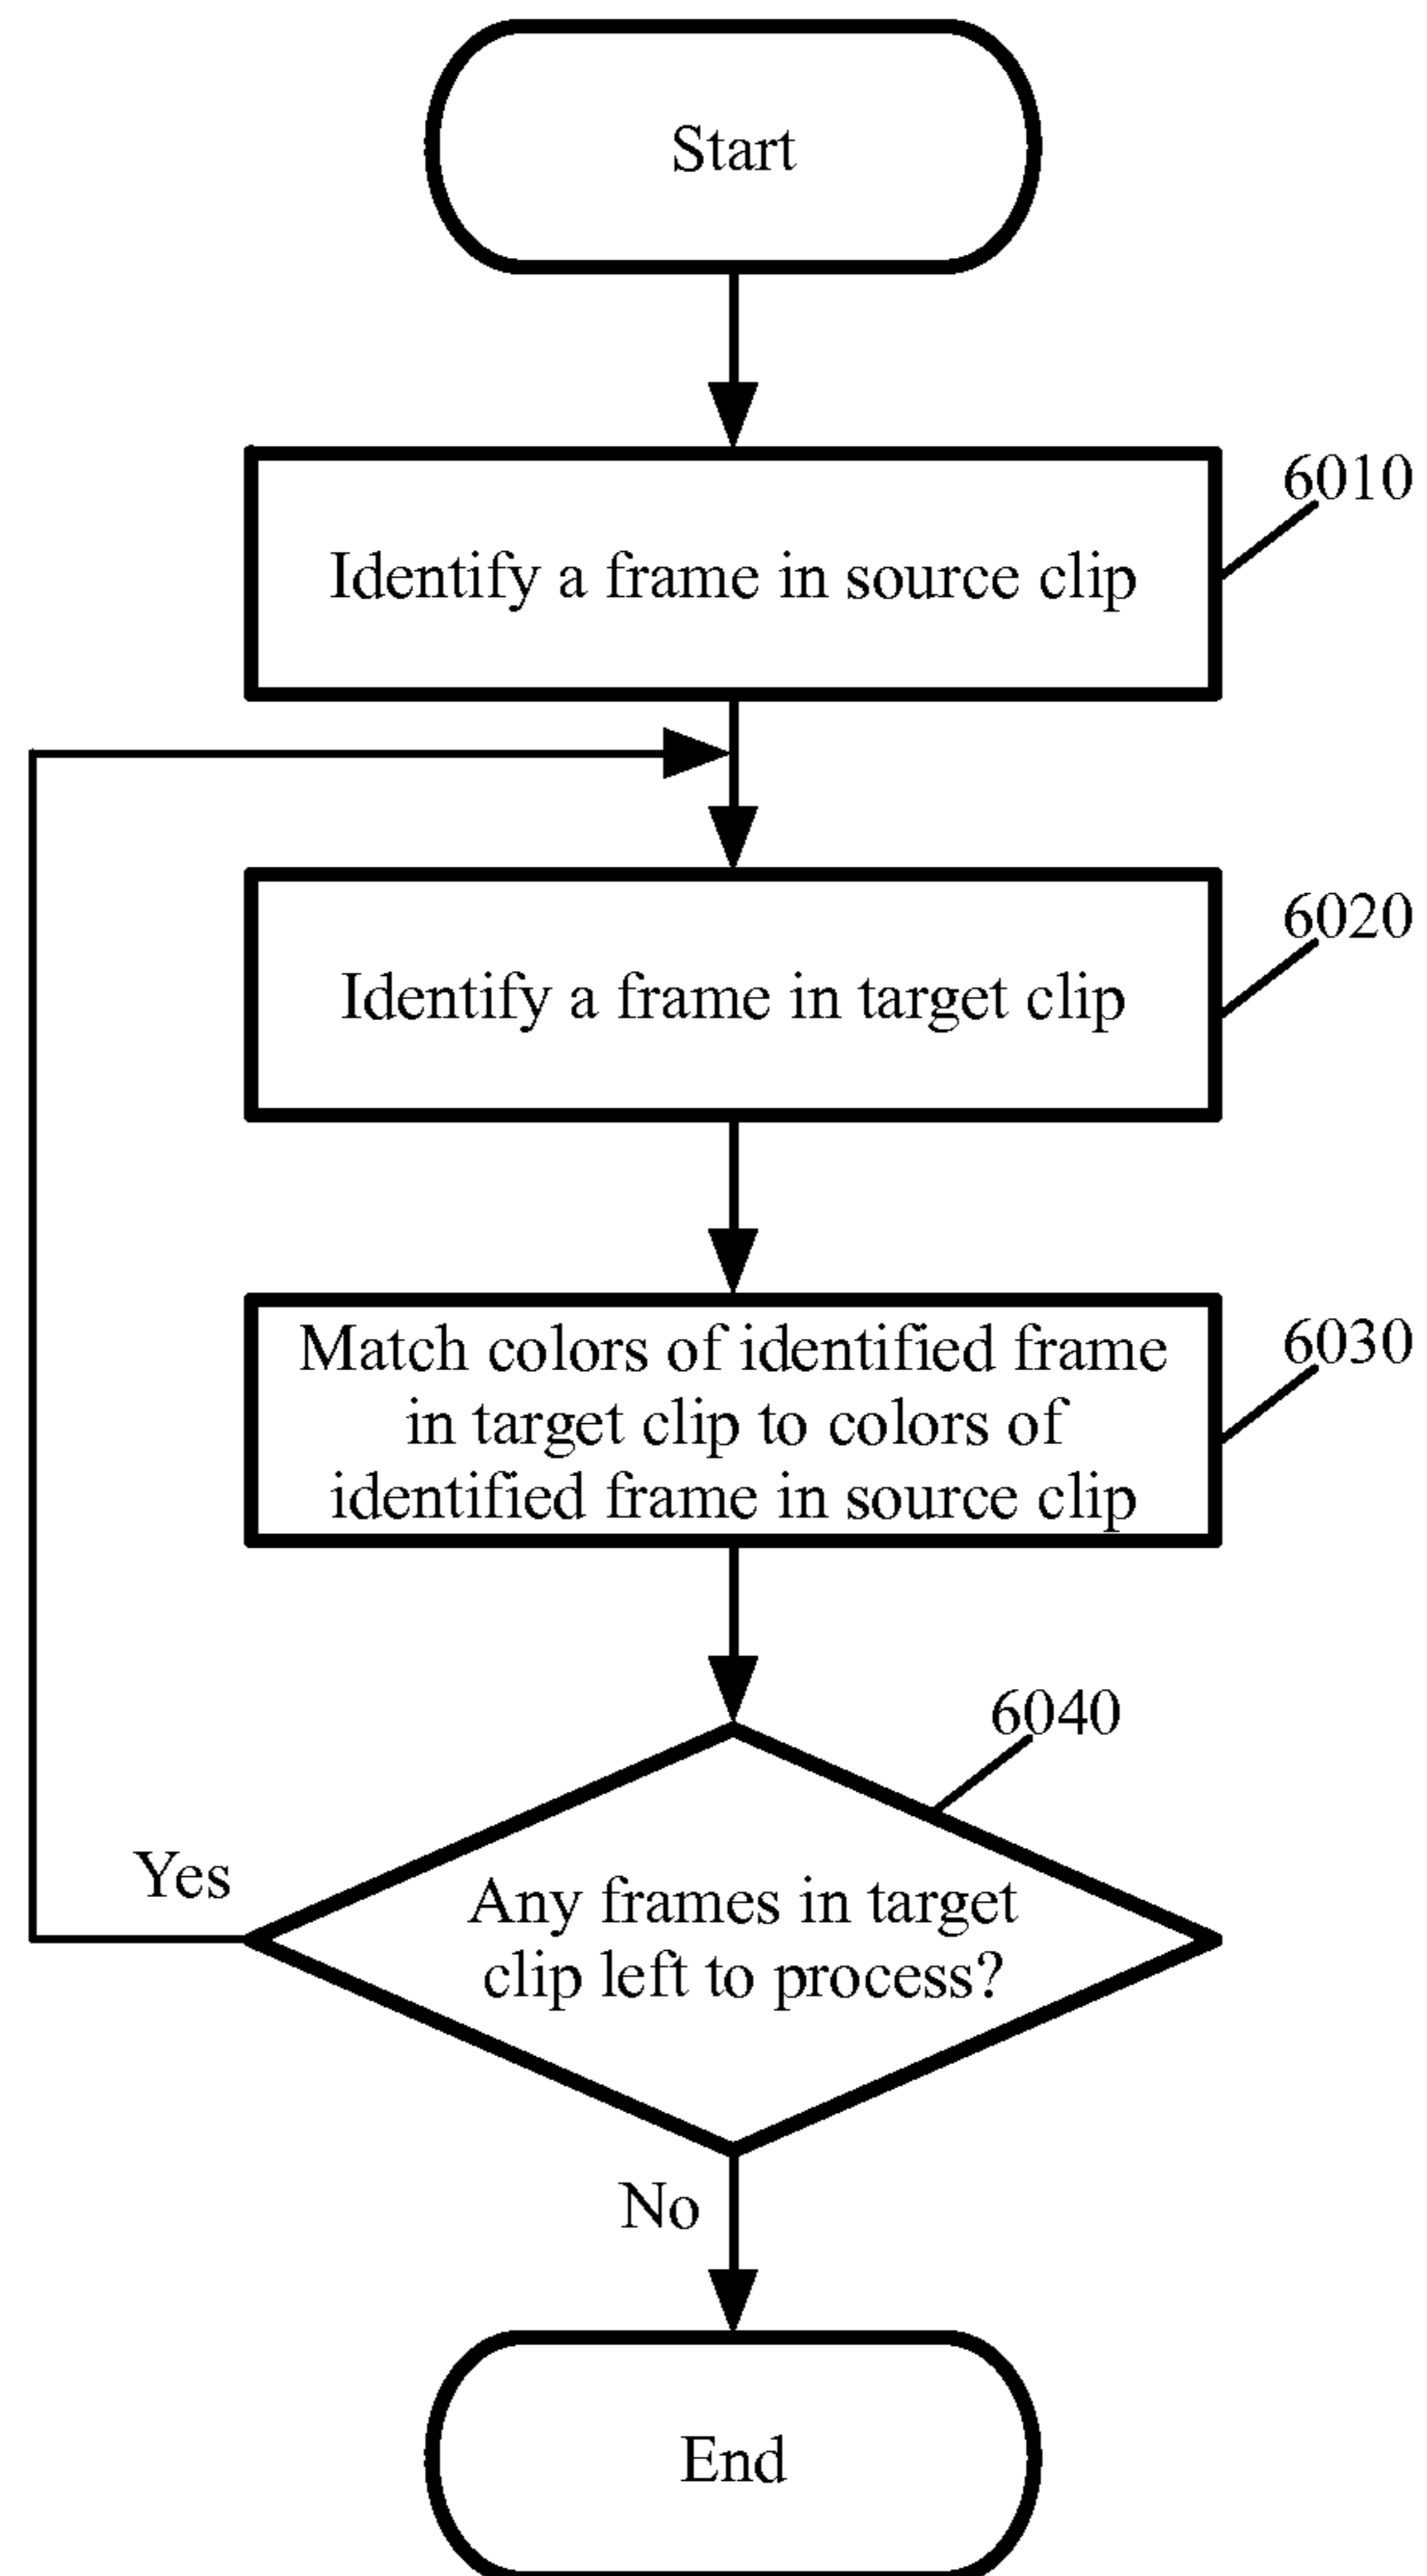 Start
6010
Identify a frame in source clip
6020
Identify a frame in target clip
6030
Match colors of identified frame
in target clip to colors of
identified frame in source clip
6040
Yes
Any frames in target
clip left to process?
No
End